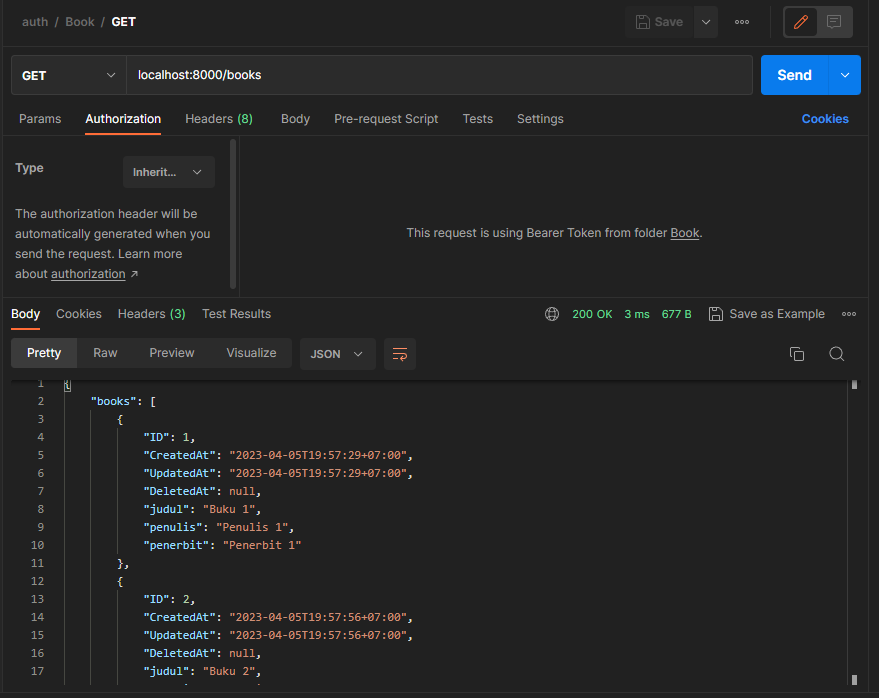 auth / Book / GET
Save
GET
localhost:8000/books
Send
Params Authorization Headers (8) Body Pre-request Script Tests Settings Cookies
Type
Inherit...
The authorization header will be
automatically generated when you
send the request. Learn more
about authorization ↗
This request is using Bearer Token from folder Book.
Body Cookies Headers (3) Test Results 200 OK 3 ms 677 B Save as Example
Pretty Raw Preview Visualize JSON
1 {
2 "books": [
3 {
4 "ID": 1,
5 "CreatedAt": "2023-04-05T19:57:29+07:00",
6 "UpdatedAt": "2023-04-05T19:57:29+07:00",
7 "DeletedAt": null,
8 "judul": "Buku 1",
9 "penulis": "Penulis 1",
10 "penerbit": "Penerbit 1"
11 },
12 {
13 "ID": 2,
14 "CreatedAt": "2023-04-05T19:57:56+07:00",
15 "UpdatedAt": "2023-04-05T19:57:56+07:00",
16 "DeletedAt": null,
17 "judul": "Buku 2",